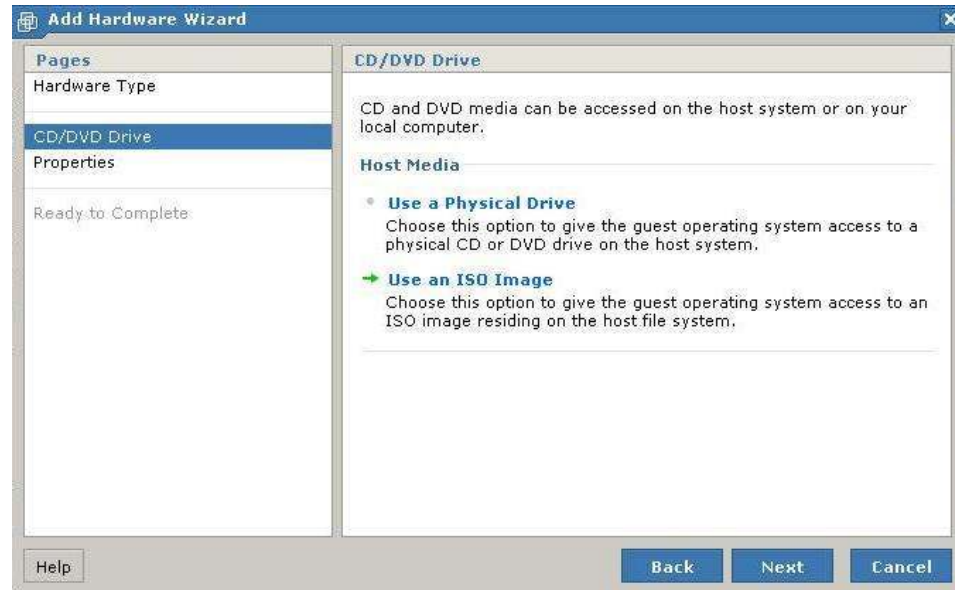 Add Hardware Wizard
Pages
Hardware Type
CD/DVD Drive
Properties
Ready to Complete
CD/DVD Drive
CD and DVD media can be accessed on the host system or on your
local computer.
Host Media
Use a Physical Drive
Choose this option to give the guest operating system access to a
physical CD or DVD drive on the host system.
Use an ISO Image
Choose this option to give the guest operating system access to an
ISO image residing on the host file system.
Help
Back
Next
Cancel